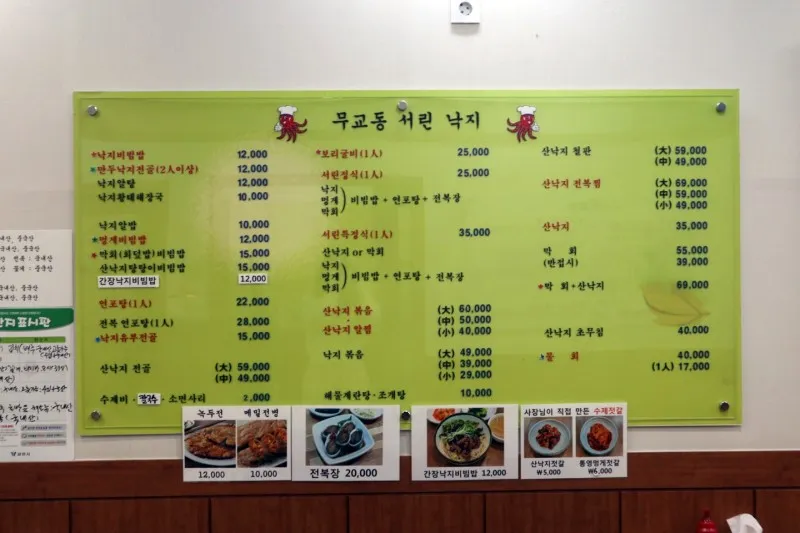 무교동 서린 낙지
*낙지비빔밥 12,000
*만두낙지전골(2人이상) 12,000
낙지알탕 12,000
낙지황태해장국 10,000
낙지알밥 10,000
*멍게비빔밥 12,000
*막회(회덮밥)비빔밥 15,000
산낙지탕탕이비빔밥 15,000
간장낙지비빔밥 12,000
연포탕(1人) 22,000
전복 연포탕(1人) 28,000
*낙지유부전골 15,000
산낙지 전골 (大) 59,000
(中) 49,000
수제비 · 칼국수 · 소면사리 2,000
*보리굴비(1人) 25,000
서린정식(1人) 25,000
낙지
멍게 ) 비빔밥 + 연포탕 + 전복장
막회
서린특정식(1人) 35,000
산낙지 or 막회
낙지
멍게 ) 비빔밥 + 연포탕 + 전복장
막회
산낙지 볶음 (大) 60,000
(中) 50,000
산낙지 알찜 (小) 40,000
낙지 볶음 (大) 49,000
(中) 39,000
(小) 29,000
해물계란탕 · 조개탕 10,000
산낙지 철판 (大) 59,000
(中) 49,000
산낙지 전복찜 (大) 69,000
(中) 59,000
(小) 49,000
산낙지 35,000
막 회 55,000
(반접시) 39,000
*막 회+산낙지 69,000
산낙지 초무침 40,000
*물 회 40,000
(1人) 17,000
녹두전 메밀전병
12,000 10,000
전복장 20,000
간장낙지비빔밥 12,000
사장님이 직접 만든 수제젓갈
산낙지젓갈 통영멍게젓갈
₩5,000 ₩6,000